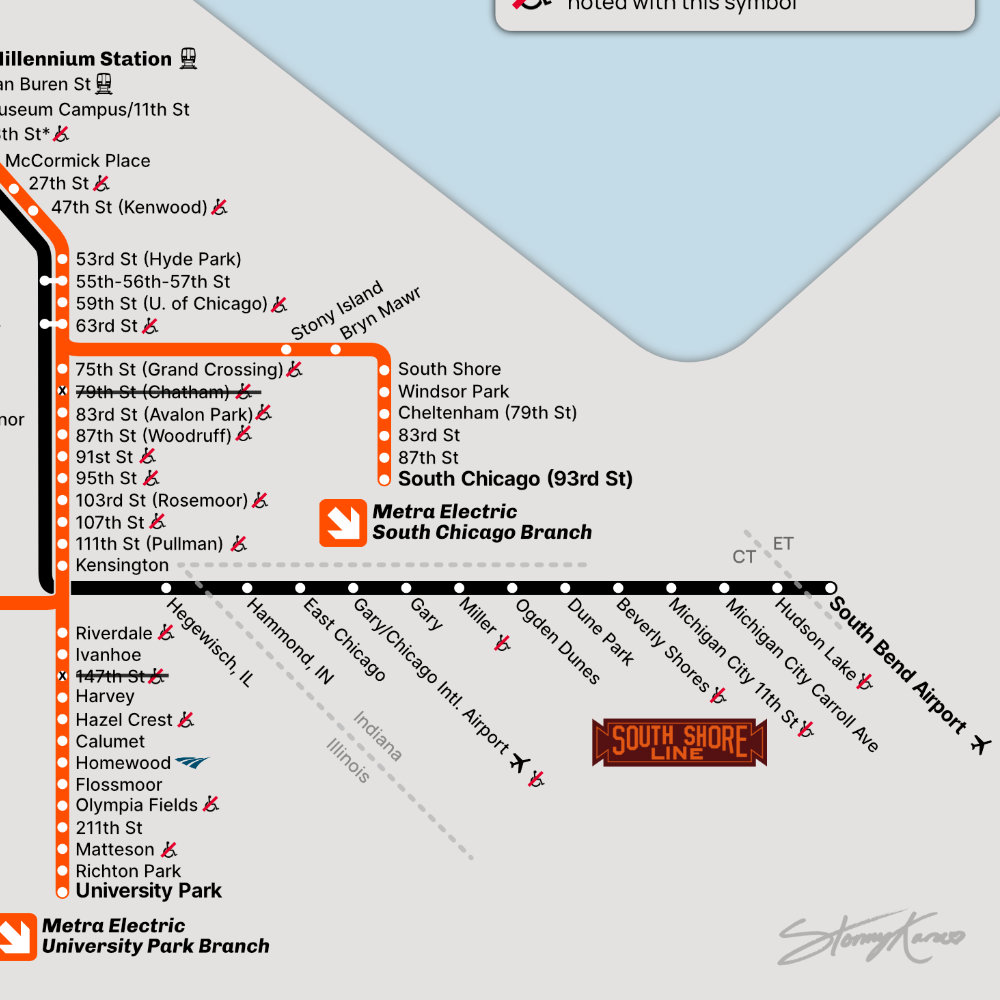 noted with this symbol
Millennium Station
an Buren St
useum Campus/11th St
8th St*
McCormick Place
27th St
47th St (Kenwood)
53rd St (Hyde Park)
55th-56th-57th St
59th St (U. of Chicago)
63rd St
Stony Island
Bryn Mawr
75th St (Grand Crossing)
79th St (Chatham)
83rd St (Avalon Park)
87th St (Woodruff)
91st St
95th St
103rd St (Rosemoor)
107th St
111th St (Pullman)
Kensington
nor
South Shore
Windsor Park
Cheltenham (79th St)
83rd St
87th St
South Chicago (93rd St)
Metra Electric
South Chicago Branch
CT
ET
Hegewisch, IL
Hammond, IN
East Chicago
Gary/Chicago Intl. Airport
Gary
Miller
Ogden Dunes
Dune Park
Beverly Shores
Michigan City 11th St
Michigan City Carroll Ave
Hudson Lake
South Bend Airport
Indiana
Illinois
SOUTH SHORE
LINE
Riverdale
Ivanhoe
147th St
Harvey
Hazel Crest
Calumet
Homewood
Flossmoor
Olympia Fields
211th St
Matteson
Richton Park
University Park
Metra Electric
University Park Branch